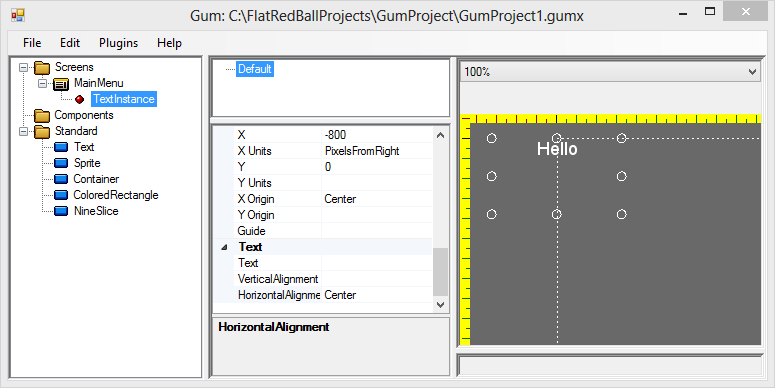 Gum: C:\FlatRedBallProjects\GumProject\GumProject1.gumx
File Edit Plugins Help
Screens
MainMenu
TextInstance
Components
Standard
Text
Sprite
Container
ColoredRectangle
NineSlice
Default
X -800
X Units PixelsFromRight
Y 0
Y Units
X Origin Center
Y Origin
Guide
Text
Text
VerticalAlignment
HorizontalAlignme Center
HorizontalAlignment
100%
Hello